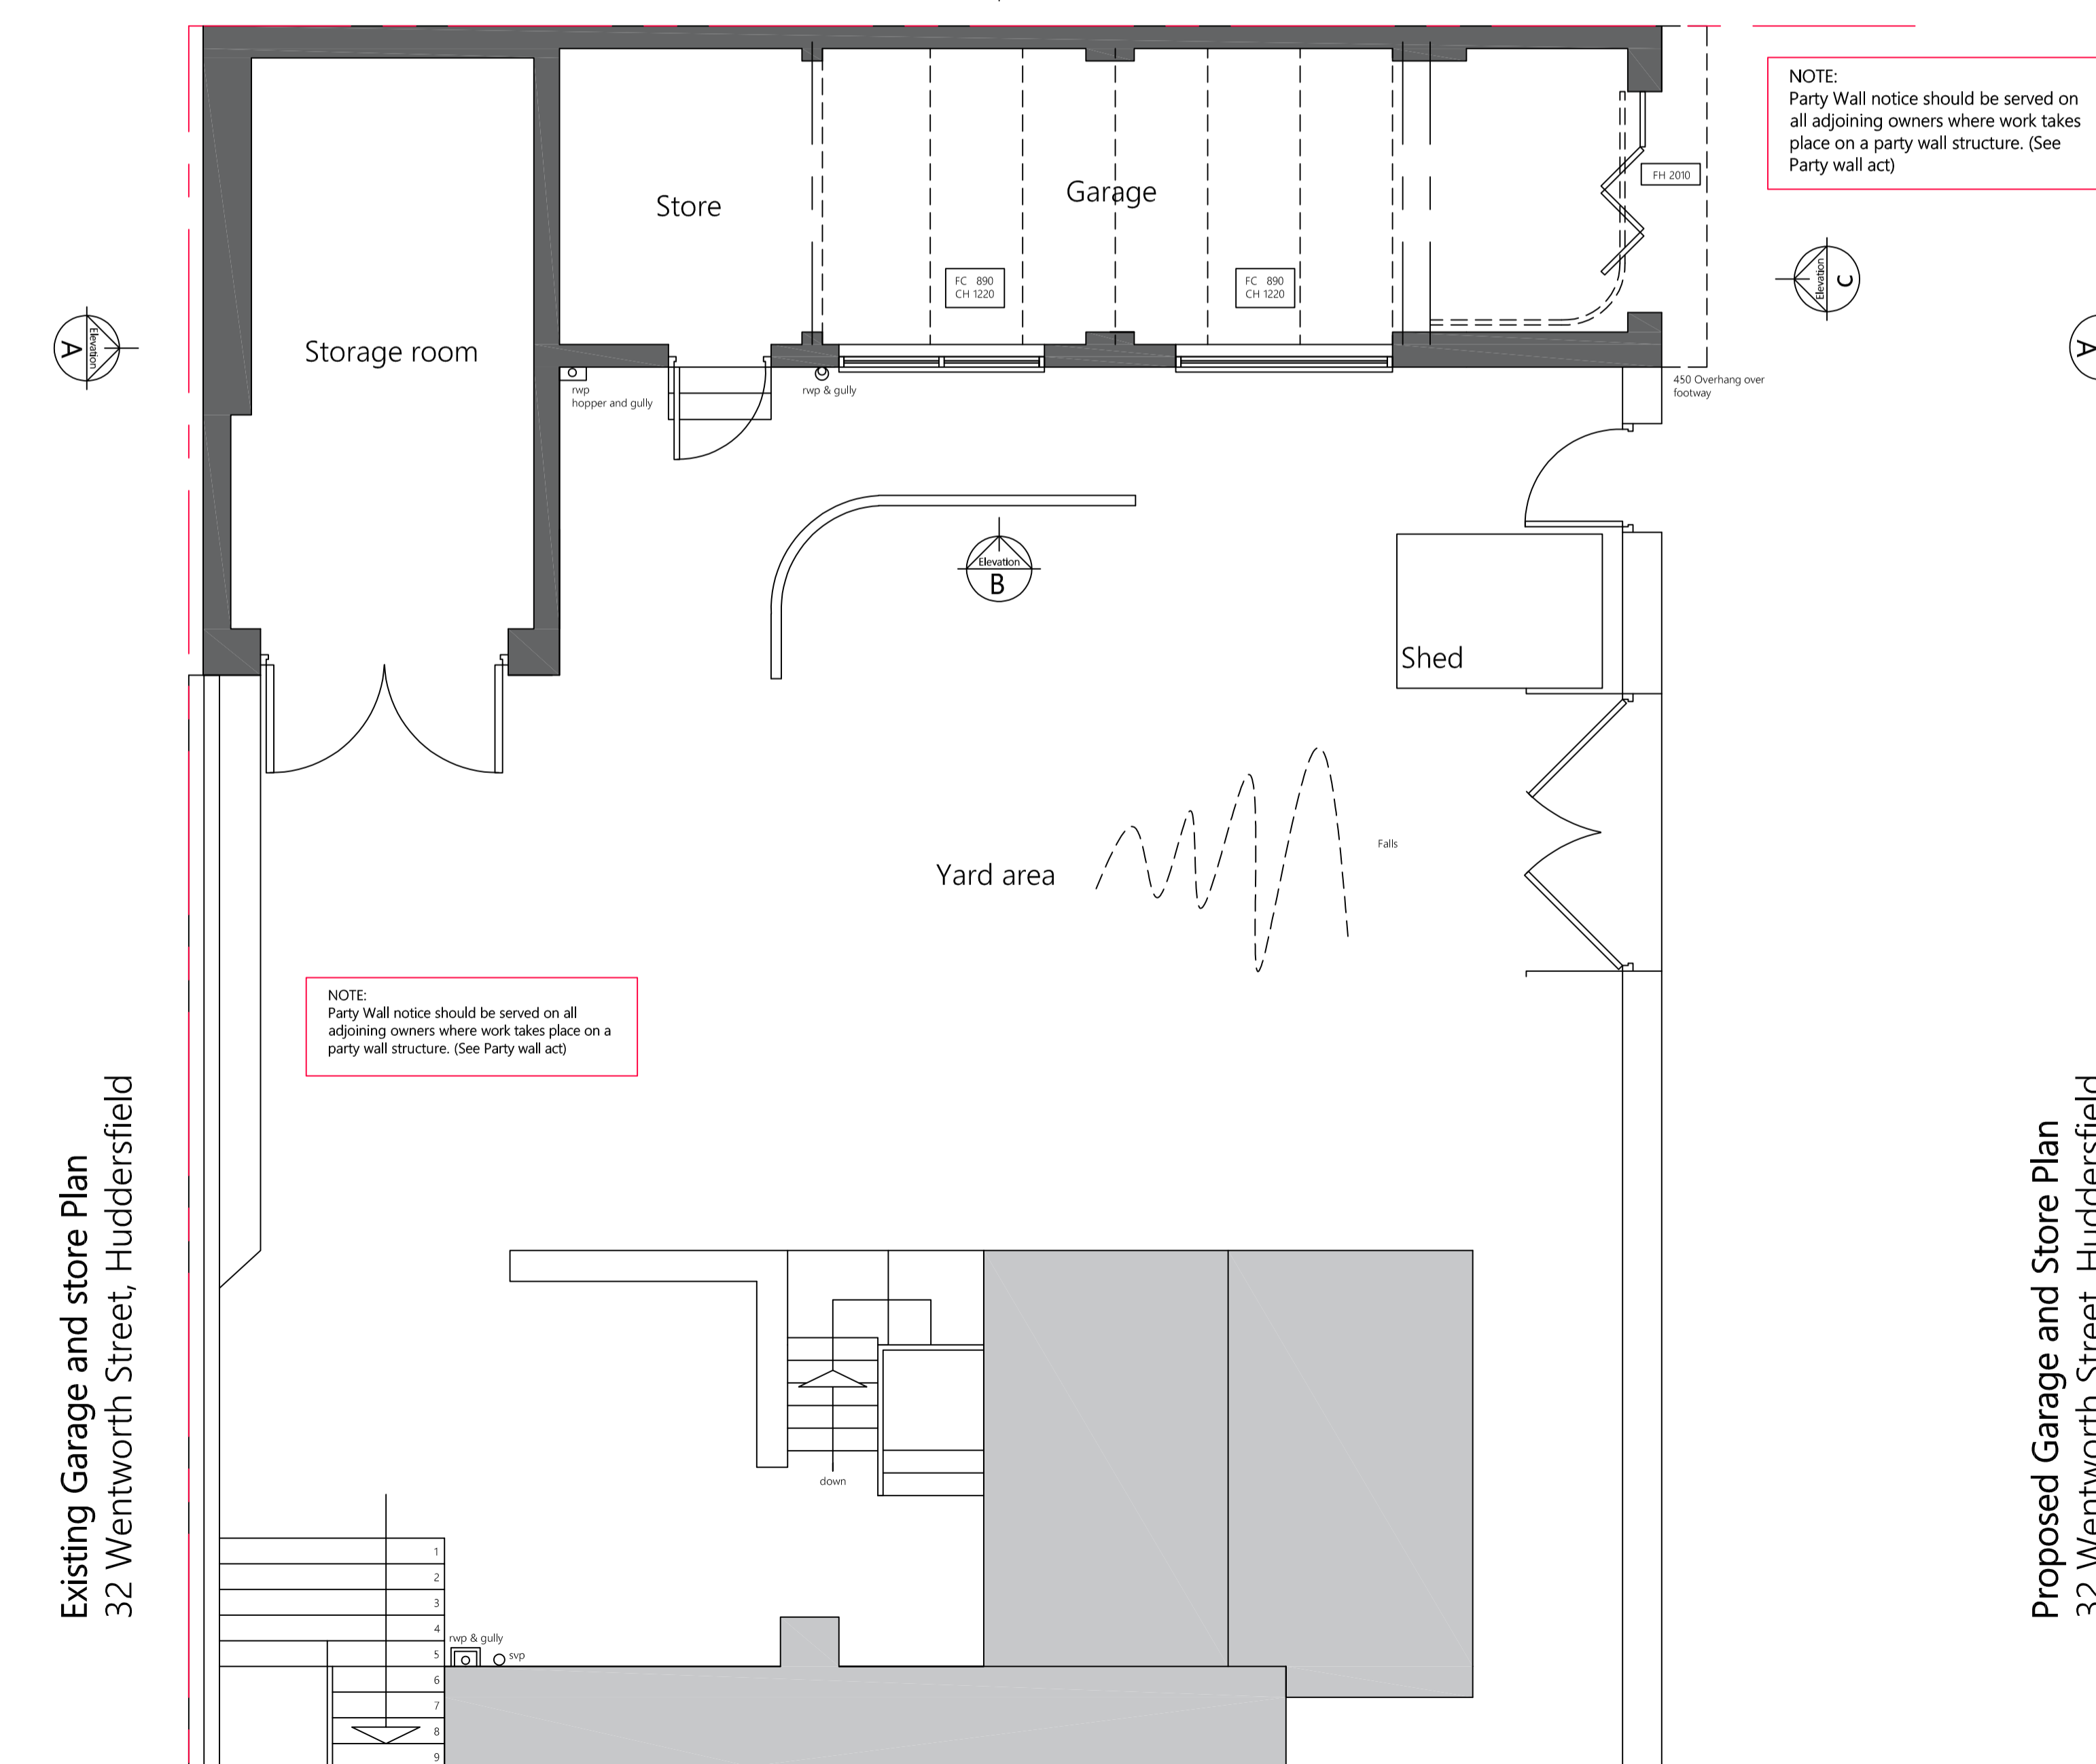 NOTE:
Party Wall notice should be served on
all adjoining owners where work takes
place on a party wall structure. (See
Party wall act)
FH 2010
Store
Garage
FC 890
CH 1220
FC 890
CH 1220
Elevation
C
Elevation
A
A
Storage room
rwp
hopper and gully
rwp & gully
450 Overhang over
footway
Elevation
B
Shed
Falls
Yard area
NOTE:
Party Wall notice should be served on all
adjoining owners where work takes place on a
party wall structure. (See Party wall act)
Existing Garage and store Plan
32 Wentworth Street, Huddersfield
Proposed Garage and Store Plan
32 Wentworth Street, Huddersfield
down
1
2
3
4
5
6
7
8
9
rwp & gully
svp